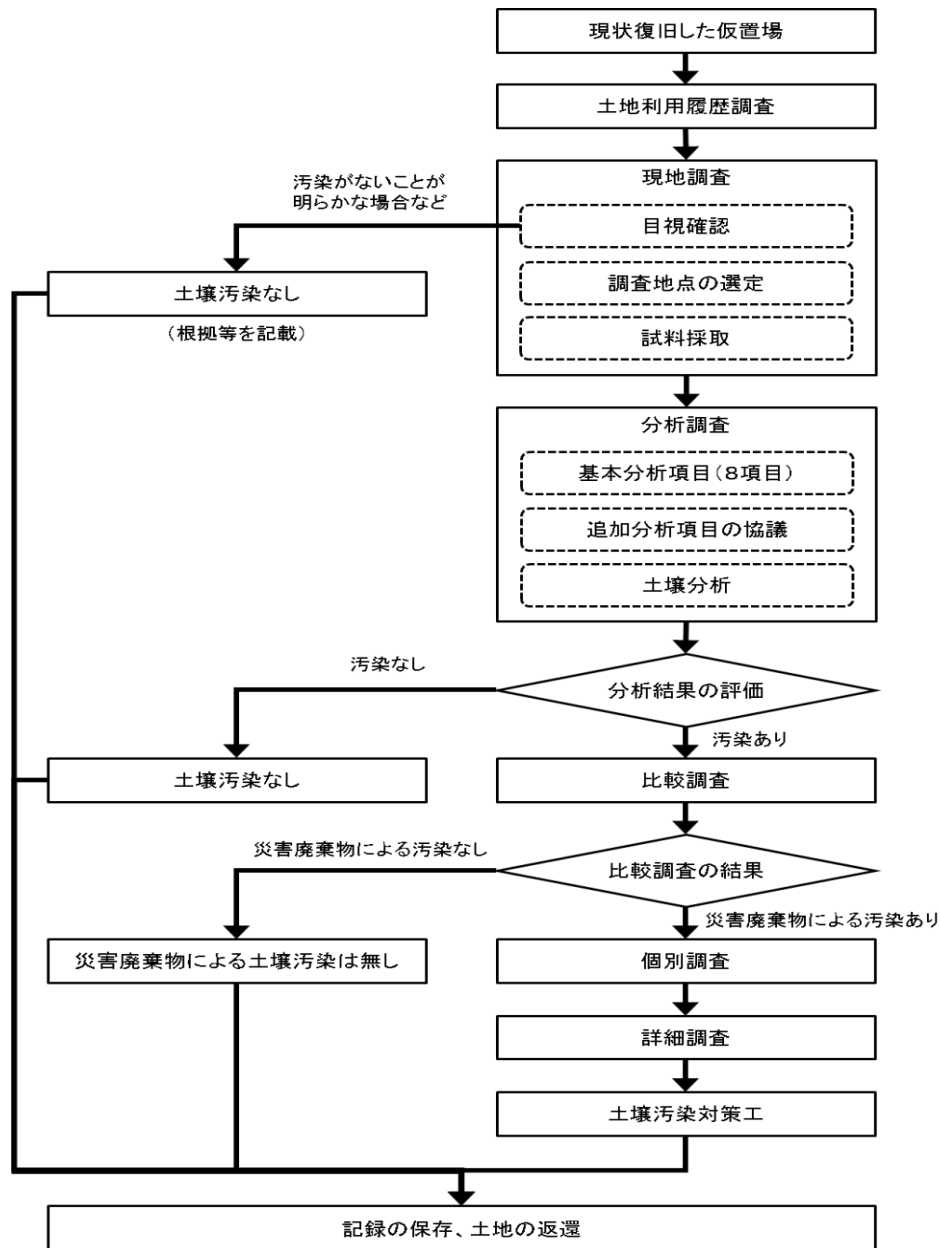 現状復旧した仮置場
土地利用履歴調査
現地調査
汚染がないことが
明らかな場合など
目視確認
土壌汚染なし
(根拠等を記載)
調査地点の選定
試料採取
分析調査
基本分析項目(8項目)
追加分析項目の協議
土壌分析
汚染なし
分析結果の評価
汚染あり
土壌汚染なし
比較調査
災害廃棄物による汚染なし
比較調査の結果
災害廃棄物による汚染あり
災害廃棄物による土壌汚染は無し
個別調査
詳細調査
土壌汚染対策工
記録の保存、土地の返還